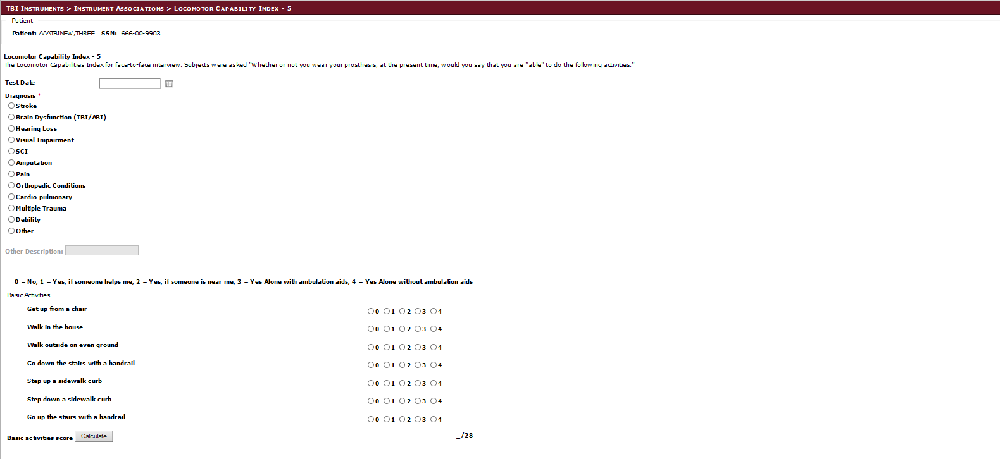 TBI Instruments > Instrument Associations > Locomotor Capability Index - 5
Patient
Patient: AAATBINEW,THREE SSN: 666-00-9903
Locomotor Capability Index - 5
The Locomotor Capabilities Index for face-to-face interview. Subjects were asked "Whether or not you wear your prosthesis, at the present time, would you say that you are "able" to do the following activities."
Test Date
Diagnosis *
Stroke
Brain Dysfunction (TBI/ABI)
Hearing Loss
Visual Impairment
SCI
Amputation
Pain
Orthopedic Conditions
Cardio-pulmonary
Multiple Trauma
Debility
Other
Other Description:
0 = No, 1 = Yes, if someone helps me, 2 = Yes, if someone is near me, 3 = Yes Alone with ambulation aids, 4 = Yes Alone without ambulation aids
Basic Activities
Get up from a chair 0 1 2 3 4
Walk in the house 0 1 2 3 4
Walk outside on even ground 0 1 2 3 4
Go down the stairs with a handrail 0 1 2 3 4
Step up a sidewalk curb 0 1 2 3 4
Step down a sidewalk curb 0 1 2 3 4
Go up the stairs with a handrail 0 1 2 3 4
Basic activities score Calculate _/28